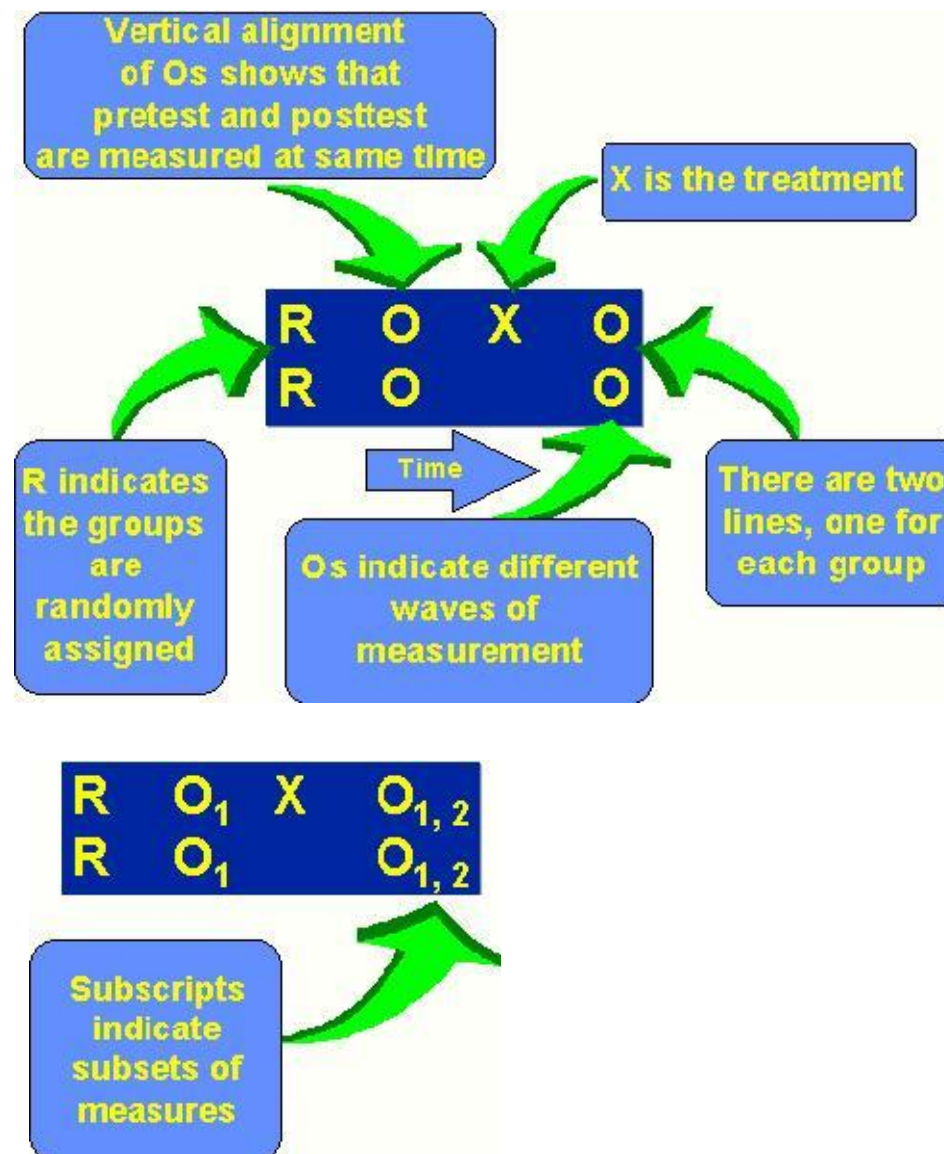 Vertical alignment
of Os shows that
pretest and posttest
are measured at same time
X is the treatment
R O X O
R O O
Time
R indicates
the groups
are
randomly
assigned
Os indicate different
waves of
measurement
There are two
lines, one for
each group
R O₁ X O₁, ₂
R O₁ O₁, ₂
Subscripts
indicate
subsets of
measures